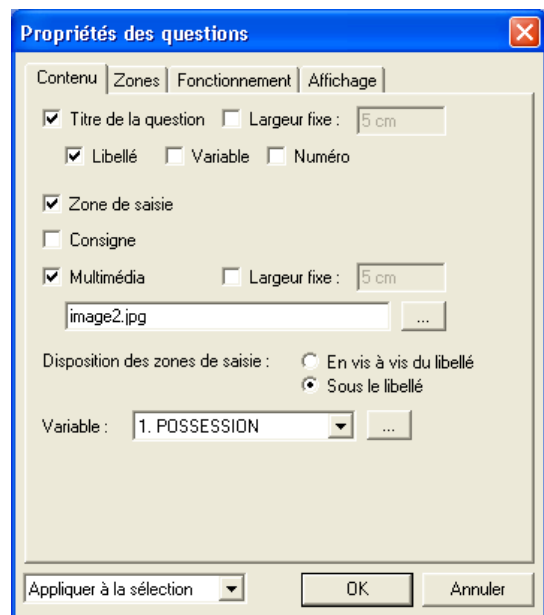 Propriétés des questions
Contenu Zones Fonctionnement Affichage
Titre de la question Largeur fixe : 5 cm
Libellé Variable Numéro
Zone de saisie
Consigne
Multimédia Largeur fixe : 5 cm
image2.jpg ...
Disposition des zones de saisie : En vis à vis du libellé
Sous le libellé
Variable : 1. POSSESSION ...
Appliquer à la sélection OK Annuler